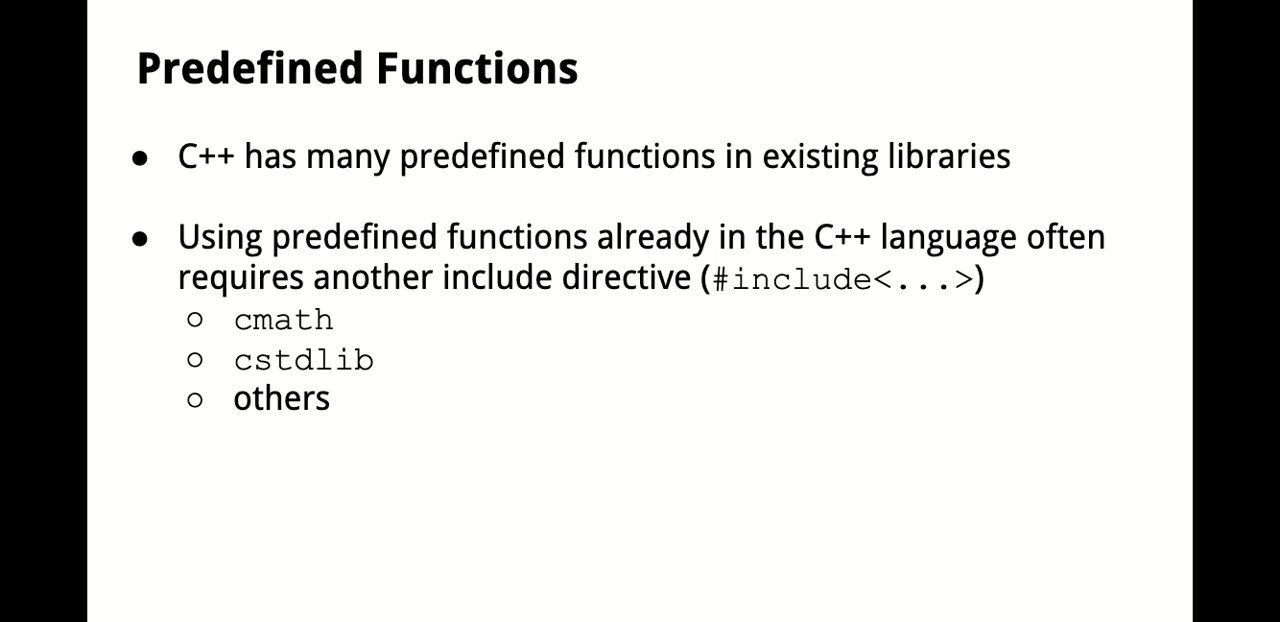 Predefined Functions
● C++ has many predefined functions in existing libraries
● Using predefined functions already in the C++ language often
requires another include directive (#include<...>)
○ cmath
○ cstdlib
○ others